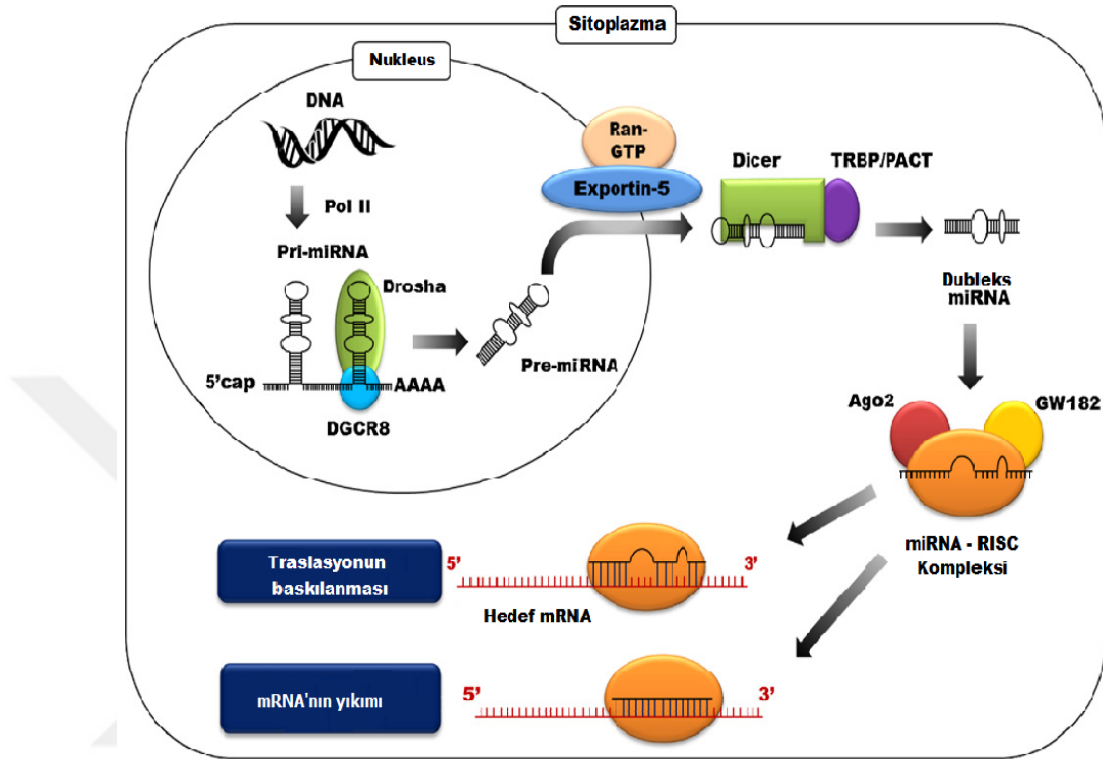 Sitoplazma
Nukleus
DNA
Pol II
Pri-miRNA
Drosha
5'cap
AAAA
DGCR8
Pre-miRNA
Ran-
GTP
Exportin-5
Dicer
TRBP/PACT
Dubleks
miRNA
Ago2
GW182
miRNA - RISC
Kompleksi
Traslasyonun
baskılanması
5'
3'
Hedef mRNA
mRNA'nın yıkımı
5'
3'